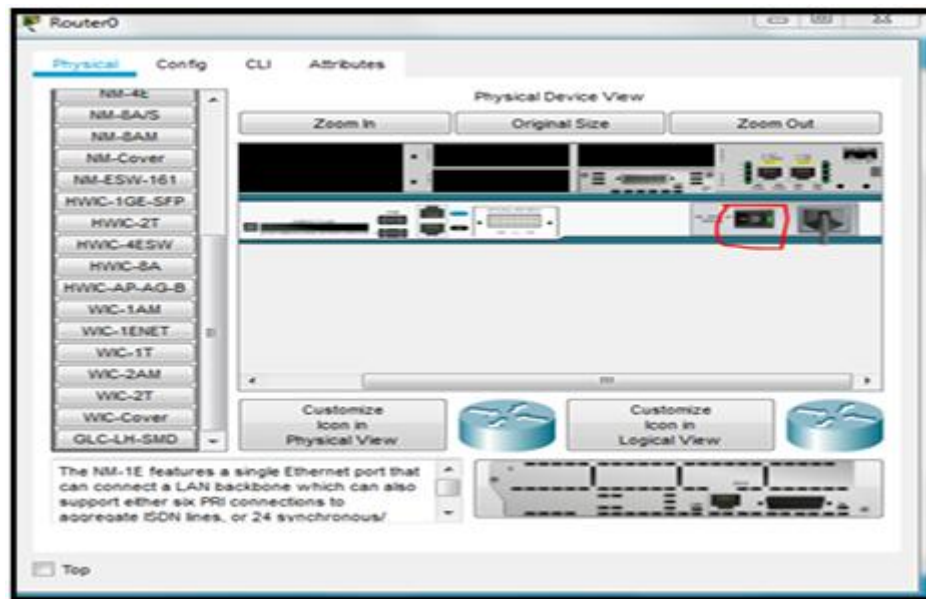 Router0
Physical Config CLI Attributes
NM-4E
NM-8A/S
NM-8AM
NM-Cover
NM-ESW-161
HWIC-1GE-SFP
HWIC-2T
HWIC-4ESW
HWIC-8A
HWIC-AP-AG-B
WIC-1AM
WIC-1ENET
WIC-1T
WIC-2AM
WIC-2T
WIC-Cover
GLC-LH-SMD
Physical Device View
Zoom In Original Size Zoom Out
Customize
Icon in
Physical View
Customize
Icon in
Logical View
The NM-1E features a single Ethernet port that
can connect a LAN backbone which can also
support either six PRI connections to
aggregate ISDN lines, or 24 synchronous/
Top